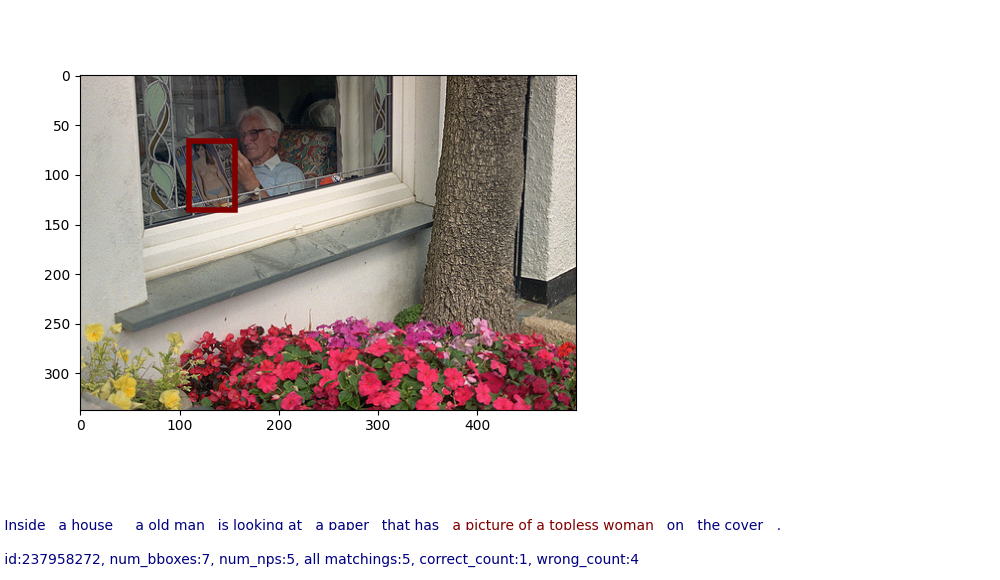 0
50
100
150
200
250
300
0 100 200 300 400
Inside a house a old man is looking at a paper that has a picture of a topless woman on the cover .
id:237958272, num_bboxes:7, num_nps:5, all matchings:5, correct_count:1, wrong_count:4